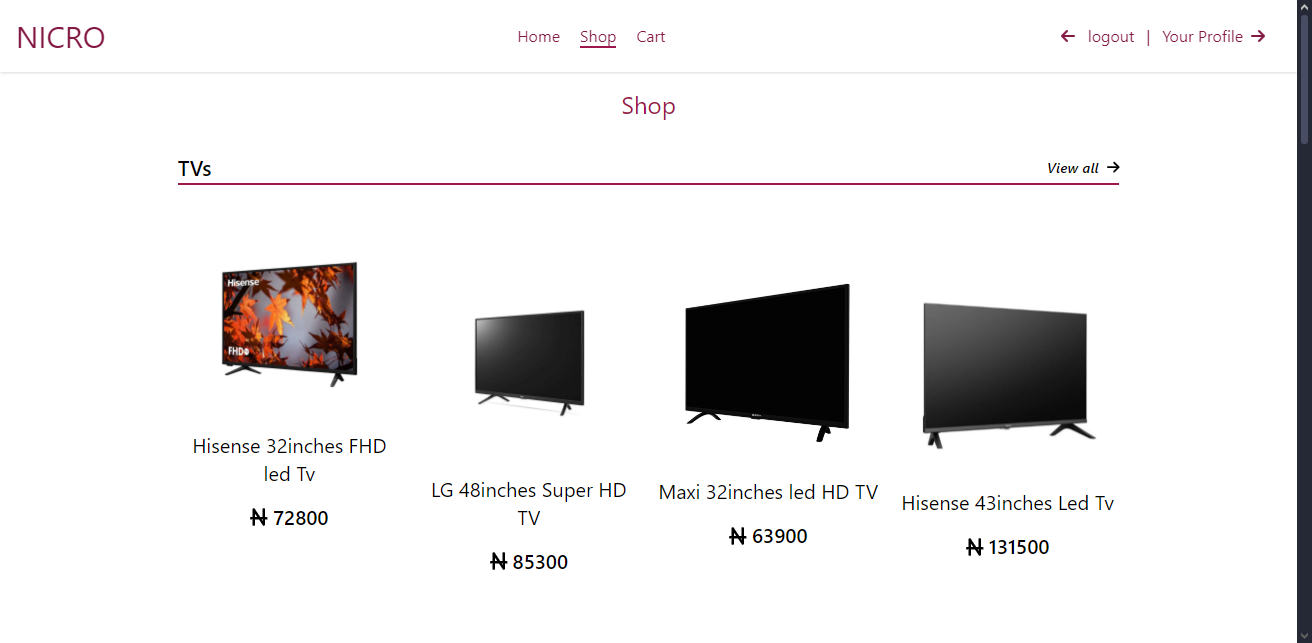 NICRO
Home Shop Cart
logout | Your Profile
Shop
TVs
View all
Hisense
FHD
Hisense 32inches FHD
led Tv
₦ 72800
LG 48inches Super HD
TV
₦ 85300
Maxi 32inches led HD TV
₦ 63900
Hisense 43inches Led Tv
₦ 131500